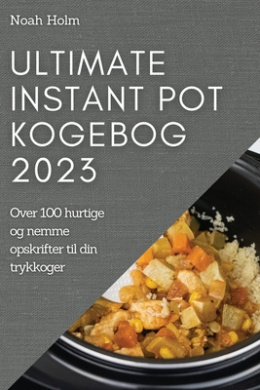 Noah Holm
ULTIMATE
INSTANT POT
KOGEBOG
2023
Over 100 hurtige
og nemme
opskrifter til din
trykkoger